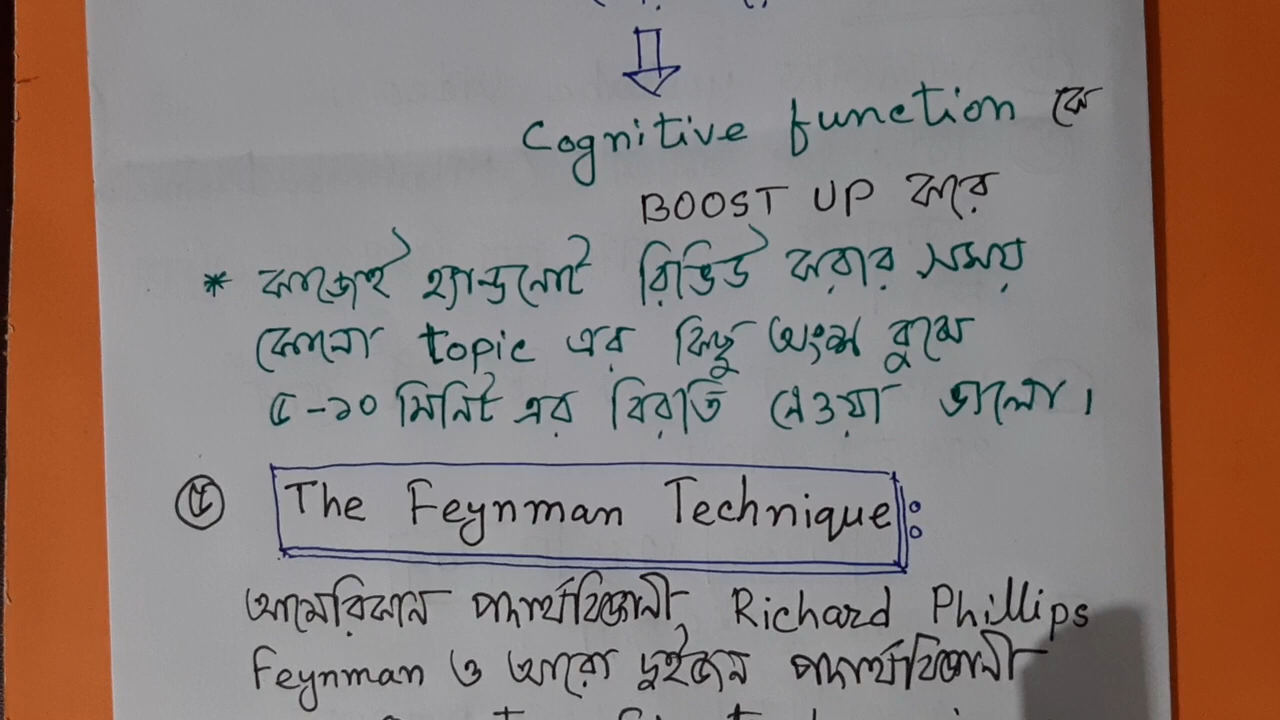 Cognitive function কে
BOOST UP করে
* কাজেই হ্যান্ডনোট রিভিউ করার সময়
কোনো topic এর কিছু অংশ বুঝে
৫-১০ মিনিট এর বিরতি নেওয়া ভালো।
৫ The Feynman Technique:
আমেরিকান পদার্থবিজ্ঞানী Richard Phillips
Feynman ও আরো দুইজন পদার্থবিজ্ঞানী